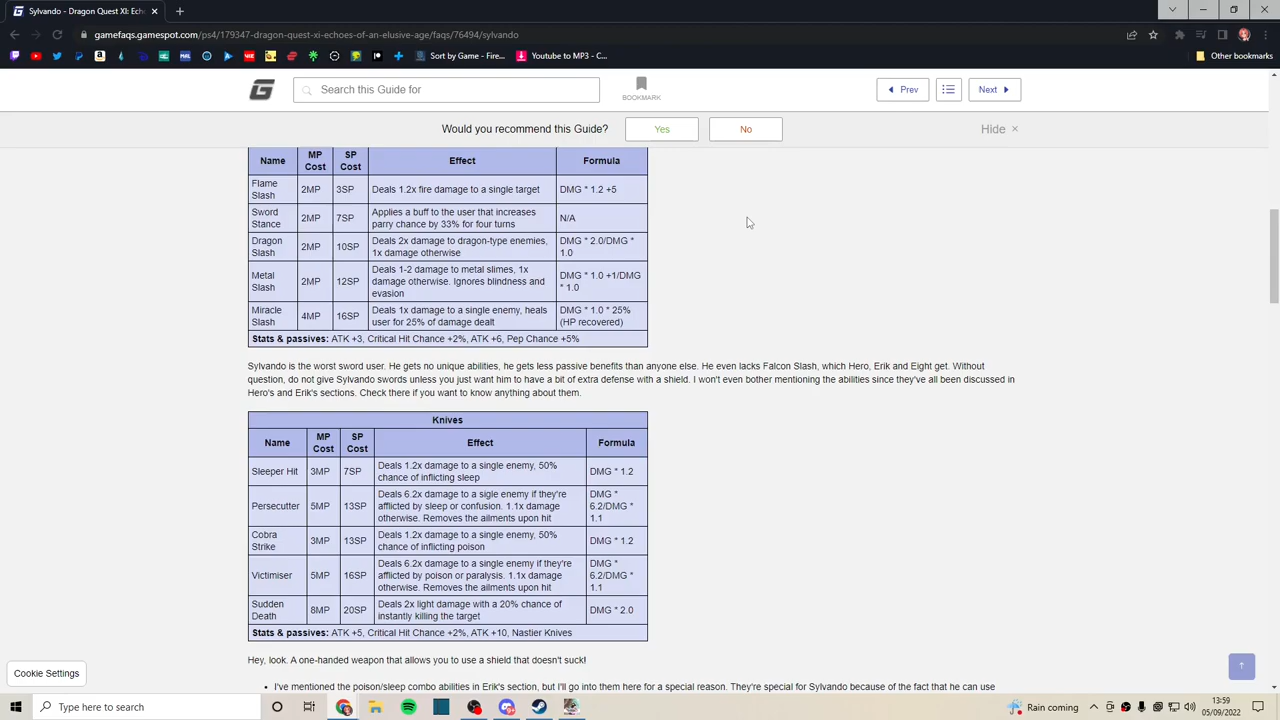 Sylvando - Dragon Quest XI: Echo
gamefaqs.gamespot.com/ps4/179347-dragon-quest-xi-echoes-of-an-elusive-age/faqs/76494/sylvando
Sort by Game - Fire...
Youtube to MP3 - C...
Other bookmarks
Search this Guide for
BOOKMARK
Prev
Next
Would you recommend this Guide?
Yes
No
Hide ×
Name MP Cost SP Cost Effect Formula
Flame Slash 2MP 3SP Deals 1.2x fire damage to a single target DMG * 1.2 +5
Sword Stance 2MP 7SP Applies a buff to the user that increases parry chance by 33% for four turns N/A
Dragon Slash 2MP 10SP Deals 2x damage to dragon-type enemies, 1x damage otherwise DMG * 2.0/DMG * 1.0
Metal Slash 2MP 12SP Deals 1-2 damage to metal slimes, 1x damage otherwise. Ignores blindness and evasion DMG * 1.0 +1/DMG * 1.0
Miracle Slash 4MP 16SP Deals 1x damage to a single enemy, heals user for 25% of damage dealt DMG * 1.0 * 25% (HP recovered)
Stats & passives: ATK +3, Critical Hit Chance +2%, ATK +6, Pep Chance +5%
Sylvando is the worst sword user. He gets no unique abilities, he gets less passive benefits than anyone else. He even lacks Falcon Slash, which Hero, Erik and Eight get. Without
question, do not give Sylvando swords unless you just want him to have a bit of extra defense with a shield. I won't even bother mentioning the abilities since they've all been discussed in
Hero's and Erik's sections. Check there if you want to know anything about them.
Knives
Name MP Cost SP Cost Effect Formula
Sleeper Hit 3MP 7SP Deals 1.2x damage to a single enemy, 50% chance of inflicting sleep DMG * 1.2
Persecutter 5MP 13SP Deals 6.2x damage to a sigle enemy if they're afflicted by sleep or confusion. 1.1x damage otherwise. Removes the ailments upon hit DMG * 6.2/DMG * 1.1
Cobra Strike 3MP 13SP Deals 1.2x damage to a single enemy, 50% chance of inflicting poison DMG * 1.2
Victimiser 5MP 16SP Deals 6.2x damage to a single enemy if they're afflicted by poison or paralysis. 1.1x damage otherwise. Removes the ailments upon hit DMG * 6.2/DMG * 1.1
Sudden Death 8MP 20SP Deals 2x light damage with a 20% chance of instantly killing the target DMG * 2.0
Stats & passives: ATK +5, Critical Hit Chance +2%, ATK +10, Nastier Knives
Hey, look. A one-handed weapon that allows you to use a shield that doesn't suck!
• I've mentioned the poison/sleep combo abilities in Erik's section, but I'll go into them here for a special reason. They're special for Sylvando because of the fact that he can use
Cookie Settings
Type here to search
Rain coming
13:59
05/09/2022